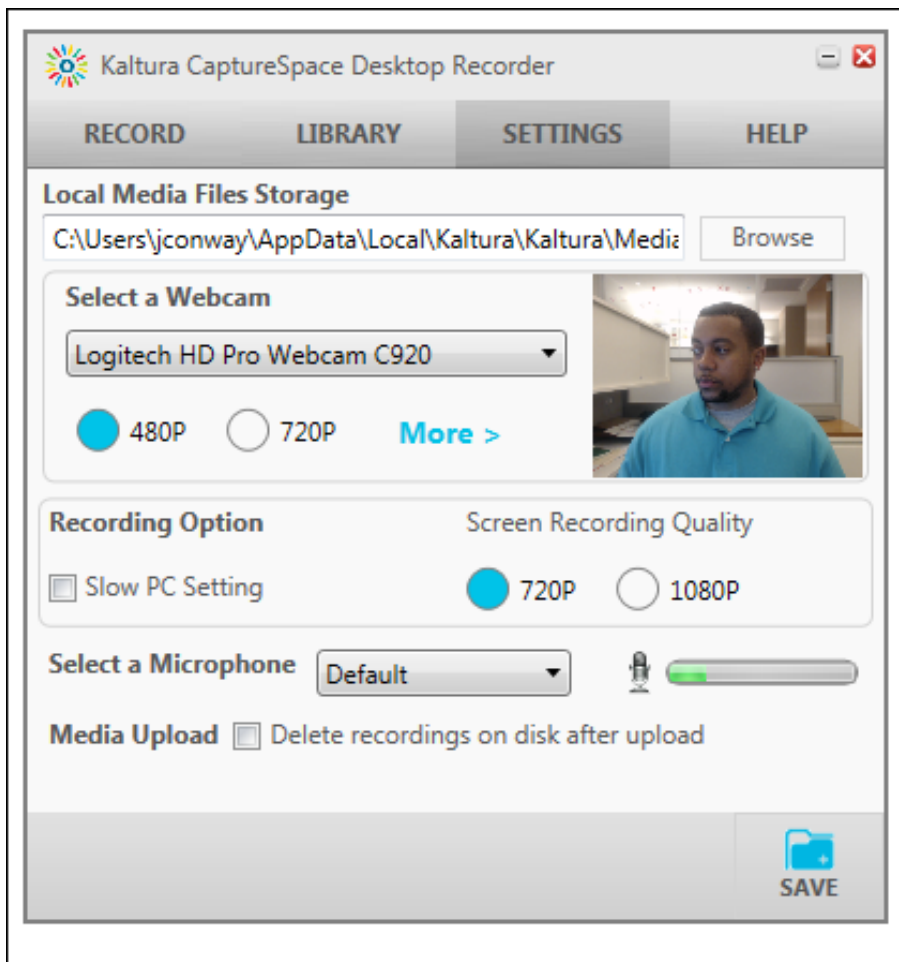 Kaltura CaptureSpace Desktop Recorder
RECORD LIBRARY SETTINGS HELP
Local Media Files Storage
C:\Users\jconway\AppData\Local\Kaltura\Kaltura\Media Browse
Select a Webcam
Logitech HD Pro Webcam C920
480P 720P More >
Recording Option Screen Recording Quality
Slow PC Setting 720P 1080P
Select a Microphone Default
Media Upload Delete recordings on disk after upload
SAVE